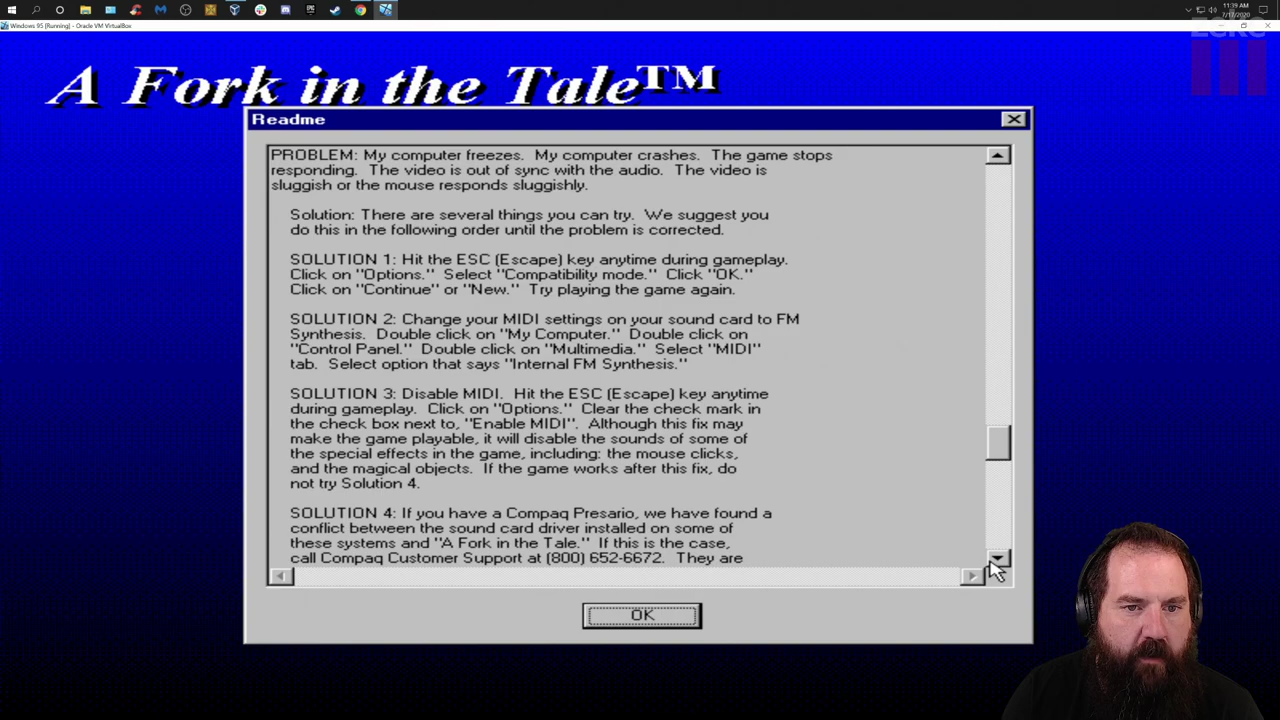 11:39 AM
7/17/2020
Windows 95 [Running] - Oracle VM VirtualBox
A Fork in the Tale™
Readme
PROBLEM: My computer freezes. My computer crashes. The game stops
responding. The video is out of sync with the audio. The video is
sluggish or the mouse responds sluggishly.
Solution: There are several things you can try. We suggest you
do this in the following order until the problem is corrected.
SOLUTION 1: Hit the ESC (Escape) key anytime during gameplay.
Click on "Options." Select "Compatibility mode." Click "OK."
Click on "Continue" or "New." Try playing the game again.
SOLUTION 2: Change your MIDI settings on your sound card to FM
Synthesis. Double click on "My Computer." Double click on
"Control Panel." Double click on "Multimedia." Select "MIDI"
tab. Select option that says "Internal FM Synthesis."
SOLUTION 3: Disable MIDI. Hit the ESC (Escape) key anytime
during gameplay. Click on "Options." Clear the check mark in
the check box next to, "Enable MIDI". Although this fix may
make the game playable, it will disable the sounds of some of
the special effects in the game, including: the mouse clicks,
and the magical objects. If the game works after this fix, do
not try Solution 4.
SOLUTION 4: If you have a Compaq Presario, we have found a
conflict between the sound card driver installed on some of
these systems and "A Fork in the Tale." If this is the case,
call Compaq Customer Support at (800) 652-6672. They are
OK